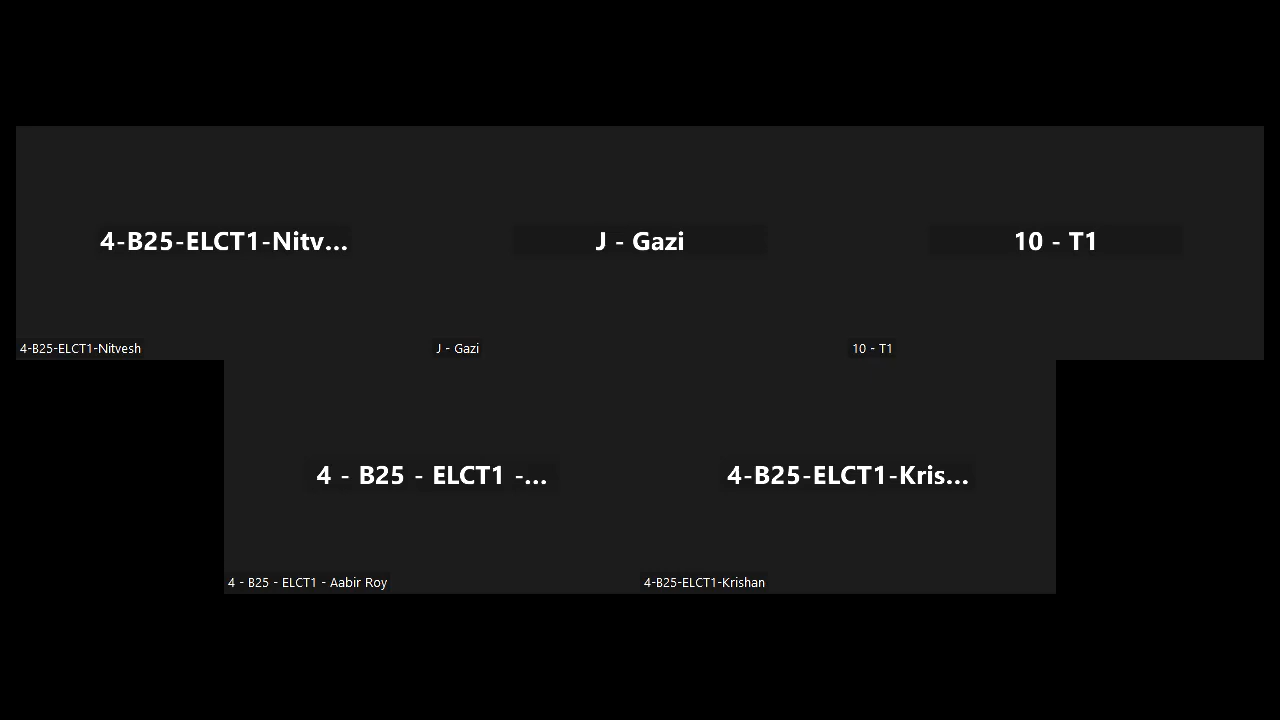 4-B25-ELCT1-Nitv...
J - Gazi
10 - T1
4-B25-ELCT1-Nitvesh
J - Gazi
10 - T1
4 - B25 - ELCT1 -...
4-B25-ELCT1-Kris...
4 - B25 - ELCT1 - Aabir Roy
4-B25-ELCT1-Krishan